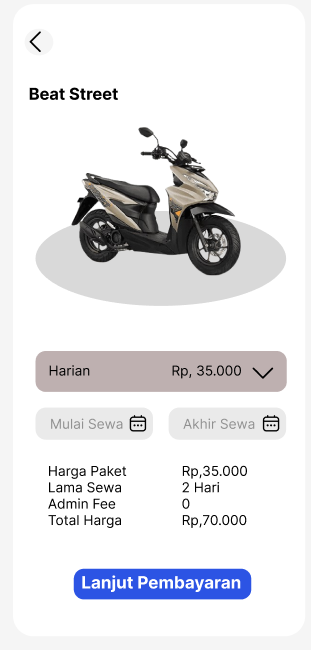 Beat Street
Harian Rp, 35.000
Mulai Sewa Akhir Sewa
Harga Paket Rp,35.000
Lama Sewa 2 Hari
Admin Fee 0
Total Harga Rp,70.000
Lanjut Pembayaran